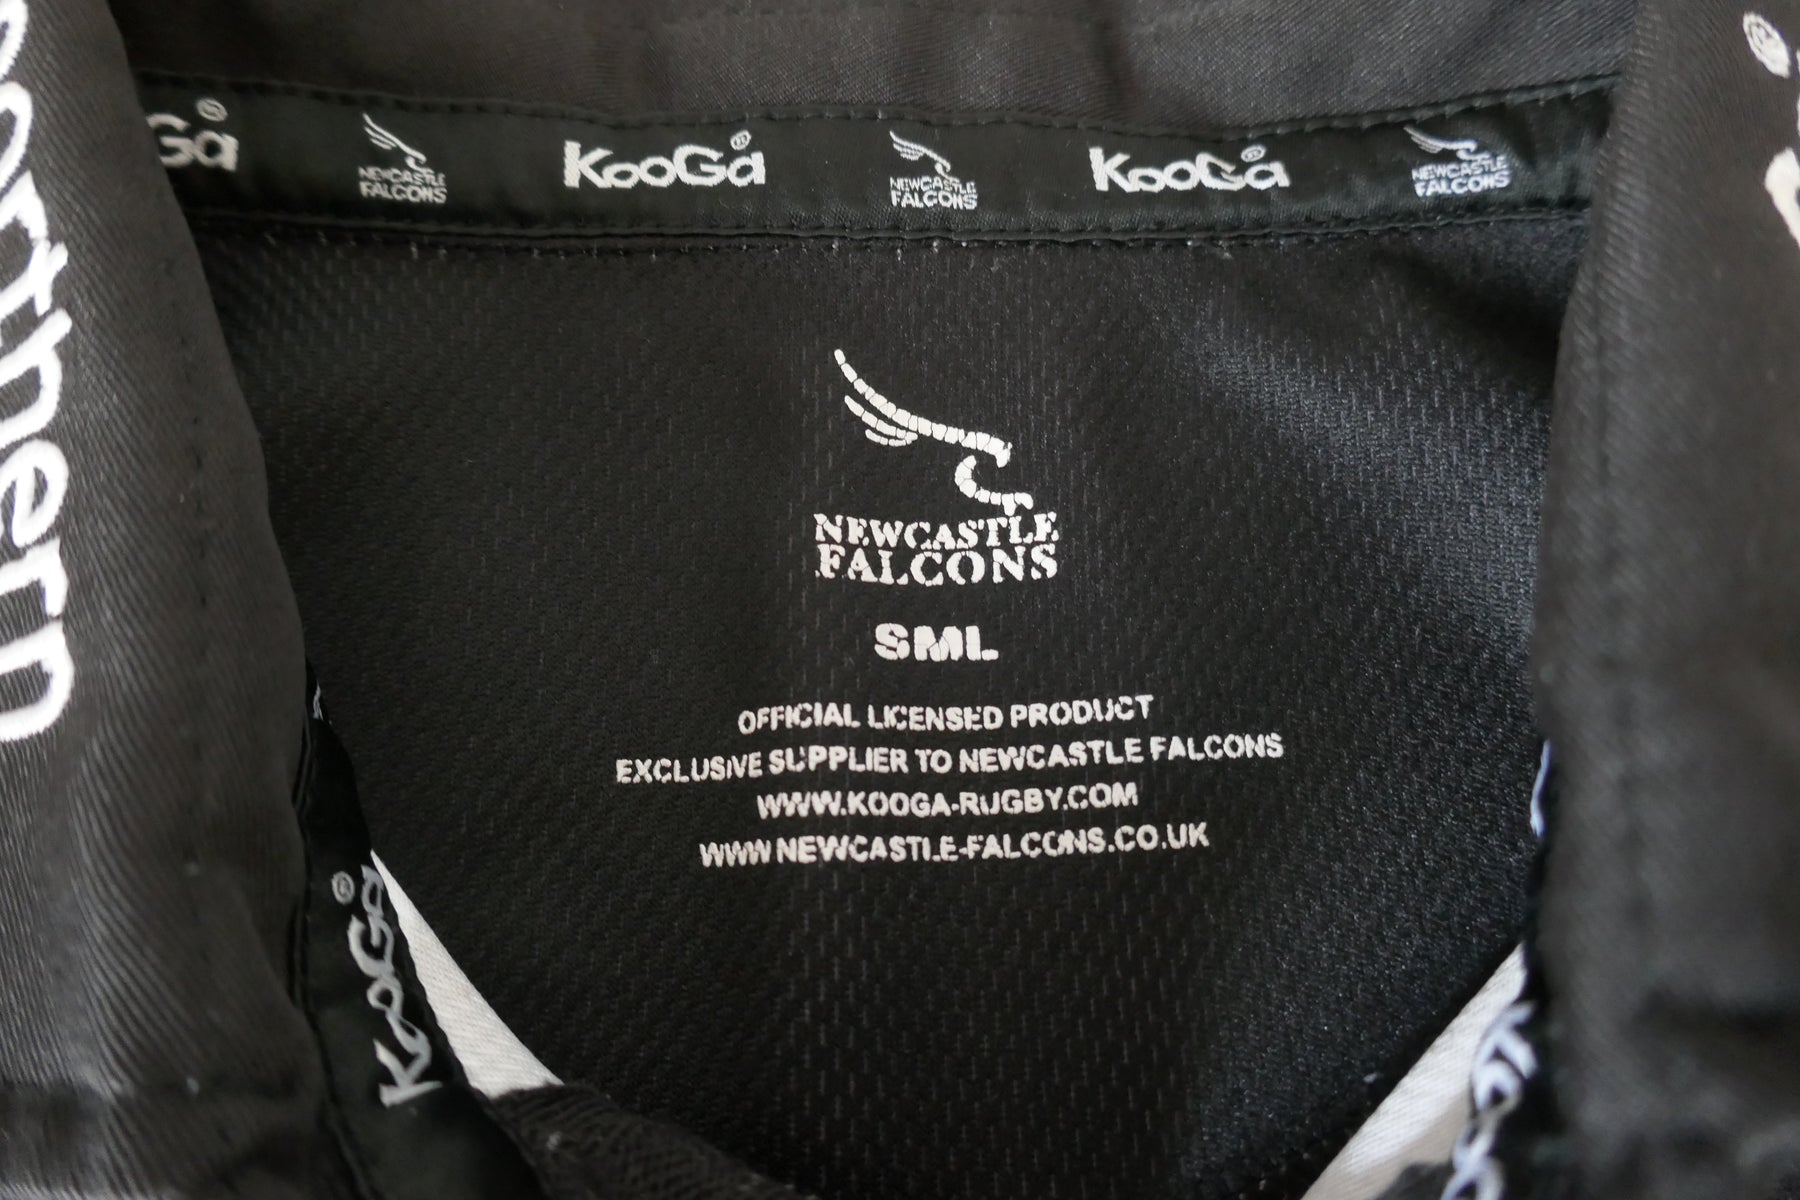 KooGa® NEWCASTLE FALCONS KooGa® NEWCASTLE FALCONS KooGa® NEWCASTLE FALCONS
northern
NEWCASTLE
FALCONS
SML
OFFICIAL LICENSED PRODUCT
EXCLUSIVE SUPPLIER TO NEWCASTLE FALCONS
WWW.KOOGA-RUGBY.COM
WWW.NEWCASTLE-FALCONS.CO.UK
KooGa®